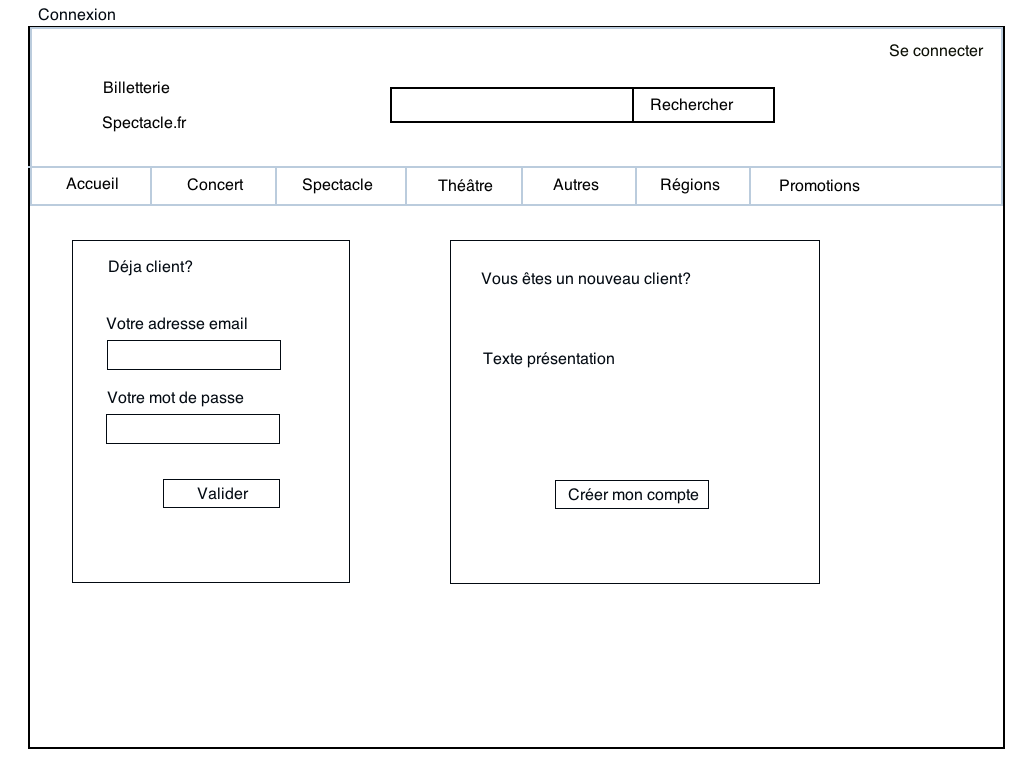 Connexion
Se connecter
Billetterie
Spectacle.fr
Rechercher
Accueil Concert Spectacle Théâtre Autres Régions Promotions
Déja client?
Votre adresse email
Votre mot de passe
Valider
Vous êtes un nouveau client?
Texte présentation
Créer mon compte